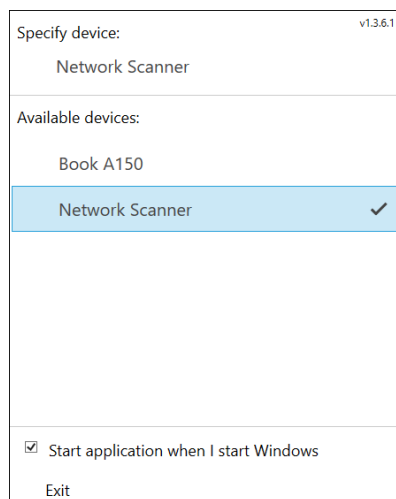 Specify device:
v1.3.6.1
Network Scanner
Available devices:
Book A150
Network Scanner
Start application when I start Windows
Exit